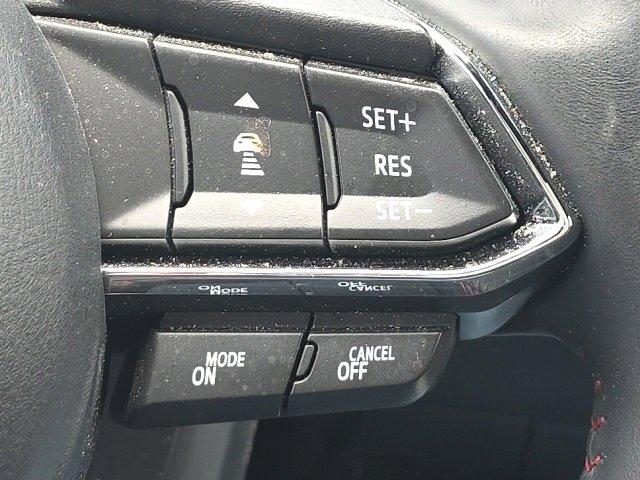 SET+
RES
SET−
MODE
ON
CANCEL
OFF